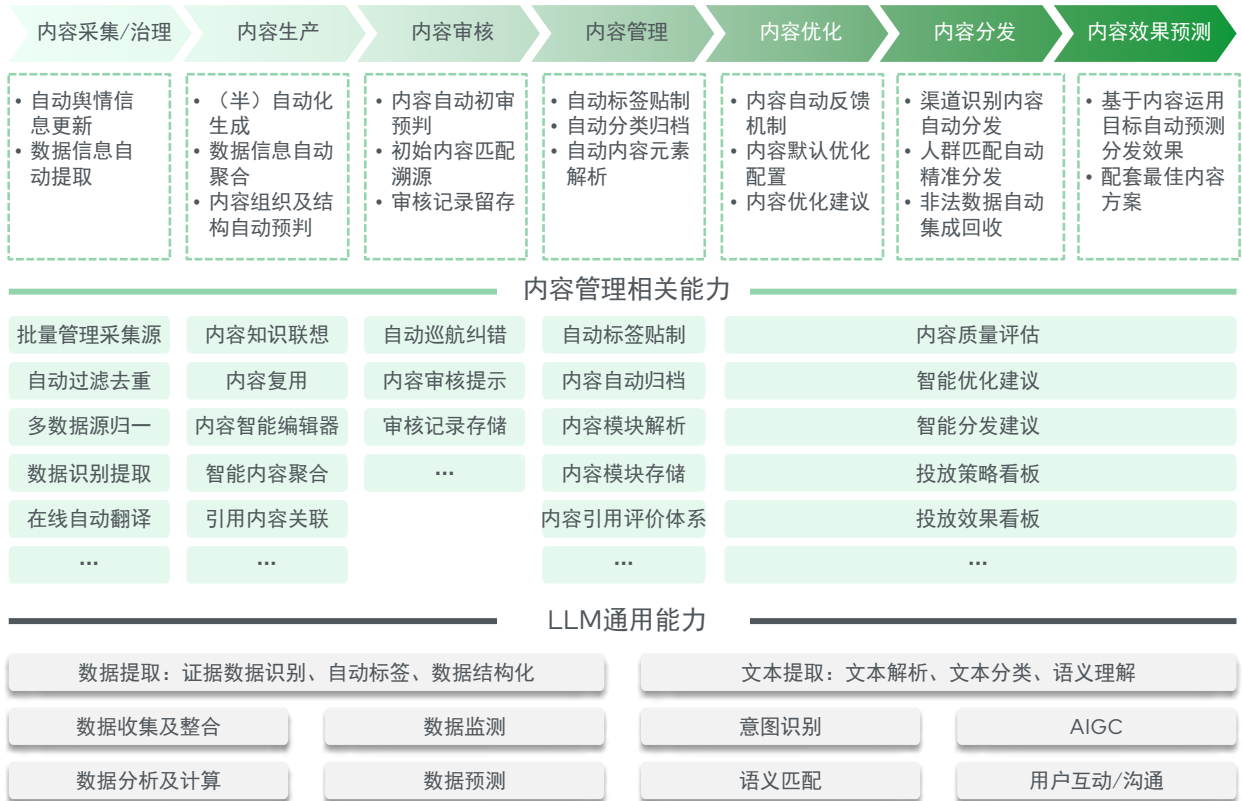 内容采集/治理
内容生产
内容审核
内容管理
内容优化
内容分发
内容效果预测
• 自动舆情信
息更新
• 数据信息自
动提取
• （半）自动化
生成
• 数据信息自动
聚合
• 内容组织及结
构自动预判
• 内容自动初审
预判
• 初始内容匹配
溯源
• 审核记录留存
• 自动标签贴制
• 自动分类归档
• 自动内容元素
解析
• 内容自动反馈
机制
• 内容默认优化
配置
• 内容优化建议
• 渠道识别内容
自动分发
• 人群匹配自动
精准分发
• 非法数据自动
集成回收
• 基于内容运用
目标自动预测
分发效果
• 配套最佳内容
方案
内容管理相关能力
批量管理采集源
自动过滤去重
多数据源归一
数据识别提取
在线自动翻译
...
内容知识联想
内容复用
内容智能编辑器
智能内容聚合
引用内容关联
...
自动巡航纠错
内容审核提示
审核记录存储
...
自动标签贴制
内容自动归档
内容模块解析
内容模块存储
内容引用评价体系
...
内容质量评估
智能优化建议
智能分发建议
投放策略看板
投放效果看板
...
LLM通用能力
数据提取：证据数据识别、自动标签、数据结构化
文本提取：文本解析、文本分类、语义理解
数据收集及整合
数据监测
意图识别
AIGC
数据分析及计算
数据预测
语义匹配
用户互动/沟通